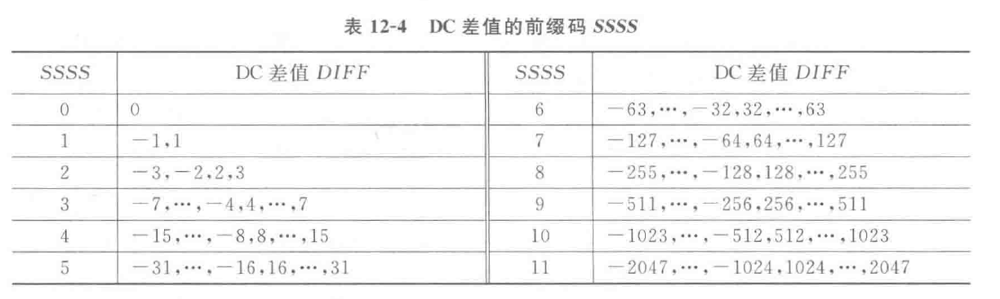 表 12-4 DC 差值的前缀码 SSSS
SSSS DC 差值 DIFF SSSS DC 差值 DIFF
0 0 6 －63,…,－32,32,…,63
1 －1,1 7 －127,…,－64,64,…,127
2 －3,－2,2,3 8 －255,…,－128,128,…,255
3 －7,…,－4,4,…,7 9 －511,…,－256,256,…,511
4 －15,…,－8,8,…,15 10 －1023,…,－512,512,…,1023
5 －31,…,－16,16,…,31 11 －2047,…,－1024,1024,…,2047